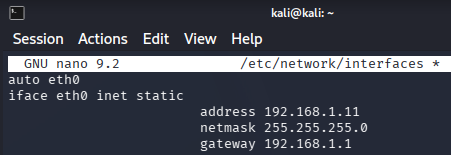 kali@kali: ~
Session Actions Edit View Help
GNU nano 9.2 /etc/network/interfaces *
auto eth0
iface eth0 inet static
address 192.168.1.11
netmask 255.255.255.0
gateway 192.168.1.1